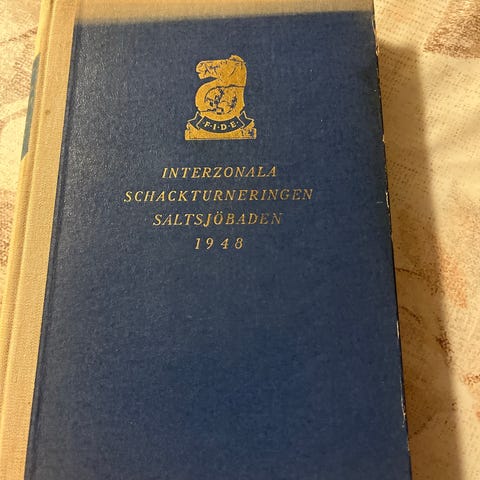 F·I·D·E
INTERZONALA
SCHACKTURNERINGEN
SALTSJÖBADEN
1948